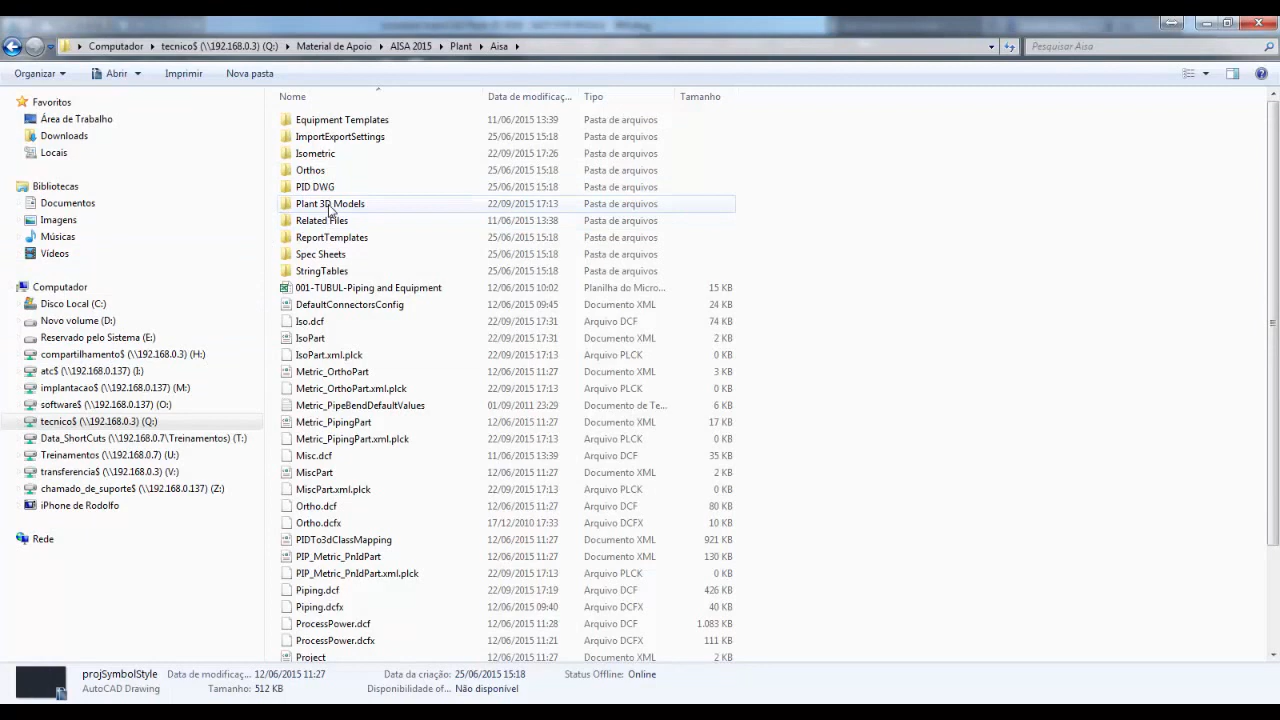 Computador ▸ tecnico$ (\\192.168.0.3) (Q:) ▸ Material de Apoio ▸ AISA 2015 ▸ Plant ▸ Aisa ▸
Pesquisar Aisa
Organizar Abrir Imprimir Nova pasta
Favoritos
Área de Trabalho
Downloads
Locais
Bibliotecas
Documentos
Imagens
Músicas
Vídeos
Computador
Disco Local (C:)
Novo volume (D:)
Reservado pelo Sistema (E:)
compartilhamento$ (\\192.168.0.3) (H:)
atc$ (\\192.168.0.137) (I:)
implantacao$ (\\192.168.0.137) (M:)
software$ (\\192.168.0.137) (O:)
tecnico$ (\\192.168.0.3) (Q:)
Data_ShortCuts (\\192.168.0.7\Treinamentos) (T:)
Treinamentos (\\192.168.0.7) (U:)
transferencia$ (\\192.168.0.3) (V:)
chamado_de_suporte$ (\\192.168.0.137) (Z:)
iPhone de Rodolfo
Rede
Nome Data de modificaç... Tipo Tamanho
Equipment Templates 11/06/2015 13:39 Pasta de arquivos
ImportExportSettings 25/06/2015 15:18 Pasta de arquivos
Isometric 22/09/2015 17:26 Pasta de arquivos
Orthos 25/06/2015 15:18 Pasta de arquivos
PID DWG 25/06/2015 15:18 Pasta de arquivos
Plant 3D Models 22/09/2015 17:13 Pasta de arquivos
Related Files 11/06/2015 13:38 Pasta de arquivos
ReportTemplates 25/06/2015 15:18 Pasta de arquivos
Spec Sheets 25/06/2015 15:18 Pasta de arquivos
StringTables 25/06/2015 15:18 Pasta de arquivos
001-TUBUL-Piping and Equipment 12/06/2015 10:02 Planilha do Micro... 15 KB
DefaultConnectorsConfig 12/06/2015 09:45 Documento XML 24 KB
Iso.dcf 22/09/2015 17:31 Arquivo DCF 74 KB
IsoPart 22/09/2015 17:31 Documento XML 2 KB
IsoPart.xml.plck 22/09/2015 17:13 Arquivo PLCK 0 KB
Metric_OrthoPart 12/06/2015 11:27 Documento XML 3 KB
Metric_OrthoPart.xml.plck 22/09/2015 17:13 Arquivo PLCK 0 KB
Metric_PipeBendDefaultValues 01/09/2011 23:29 Documento de Te... 6 KB
Metric_PipingPart 12/06/2015 11:27 Documento XML 17 KB
Metric_PipingPart.xml.plck 22/09/2015 17:13 Arquivo PLCK 0 KB
Misc.dcf 11/06/2015 13:39 Arquivo DCF 35 KB
MiscPart 12/06/2015 11:27 Documento XML 2 KB
MiscPart.xml.plck 22/09/2015 17:13 Arquivo PLCK 0 KB
Ortho.dcf 12/06/2015 11:27 Arquivo DCF 80 KB
Ortho.dcfx 17/12/2010 17:33 Arquivo DCFX 10 KB
PIDTo3dClassMapping 12/06/2015 11:27 Documento XML 921 KB
PIP_Metric_PnIdPart 12/06/2015 11:27 Documento XML 130 KB
PIP_Metric_PnIdPart.xml.plck 22/09/2015 17:13 Arquivo PLCK 0 KB
Piping.dcf 22/09/2015 17:19 Arquivo DCF 426 KB
Piping.dcfx 12/06/2015 09:40 Arquivo DCFX 40 KB
ProcessPower.dcf 12/06/2015 11:28 Arquivo DCF 1.083 KB
ProcessPower.dcfx 12/06/2015 11:21 Arquivo DCFX 111 KB
Project 12/06/2015 11:27 Documento XML 2 KB
projSymbolStyle Data de modificaç... 12/06/2015 11:27 Data da criação: 25/06/2015 15:18 Status Offline: Online
AutoCAD Drawing Tamanho: 512 KB Disponibilidade of... Não disponível